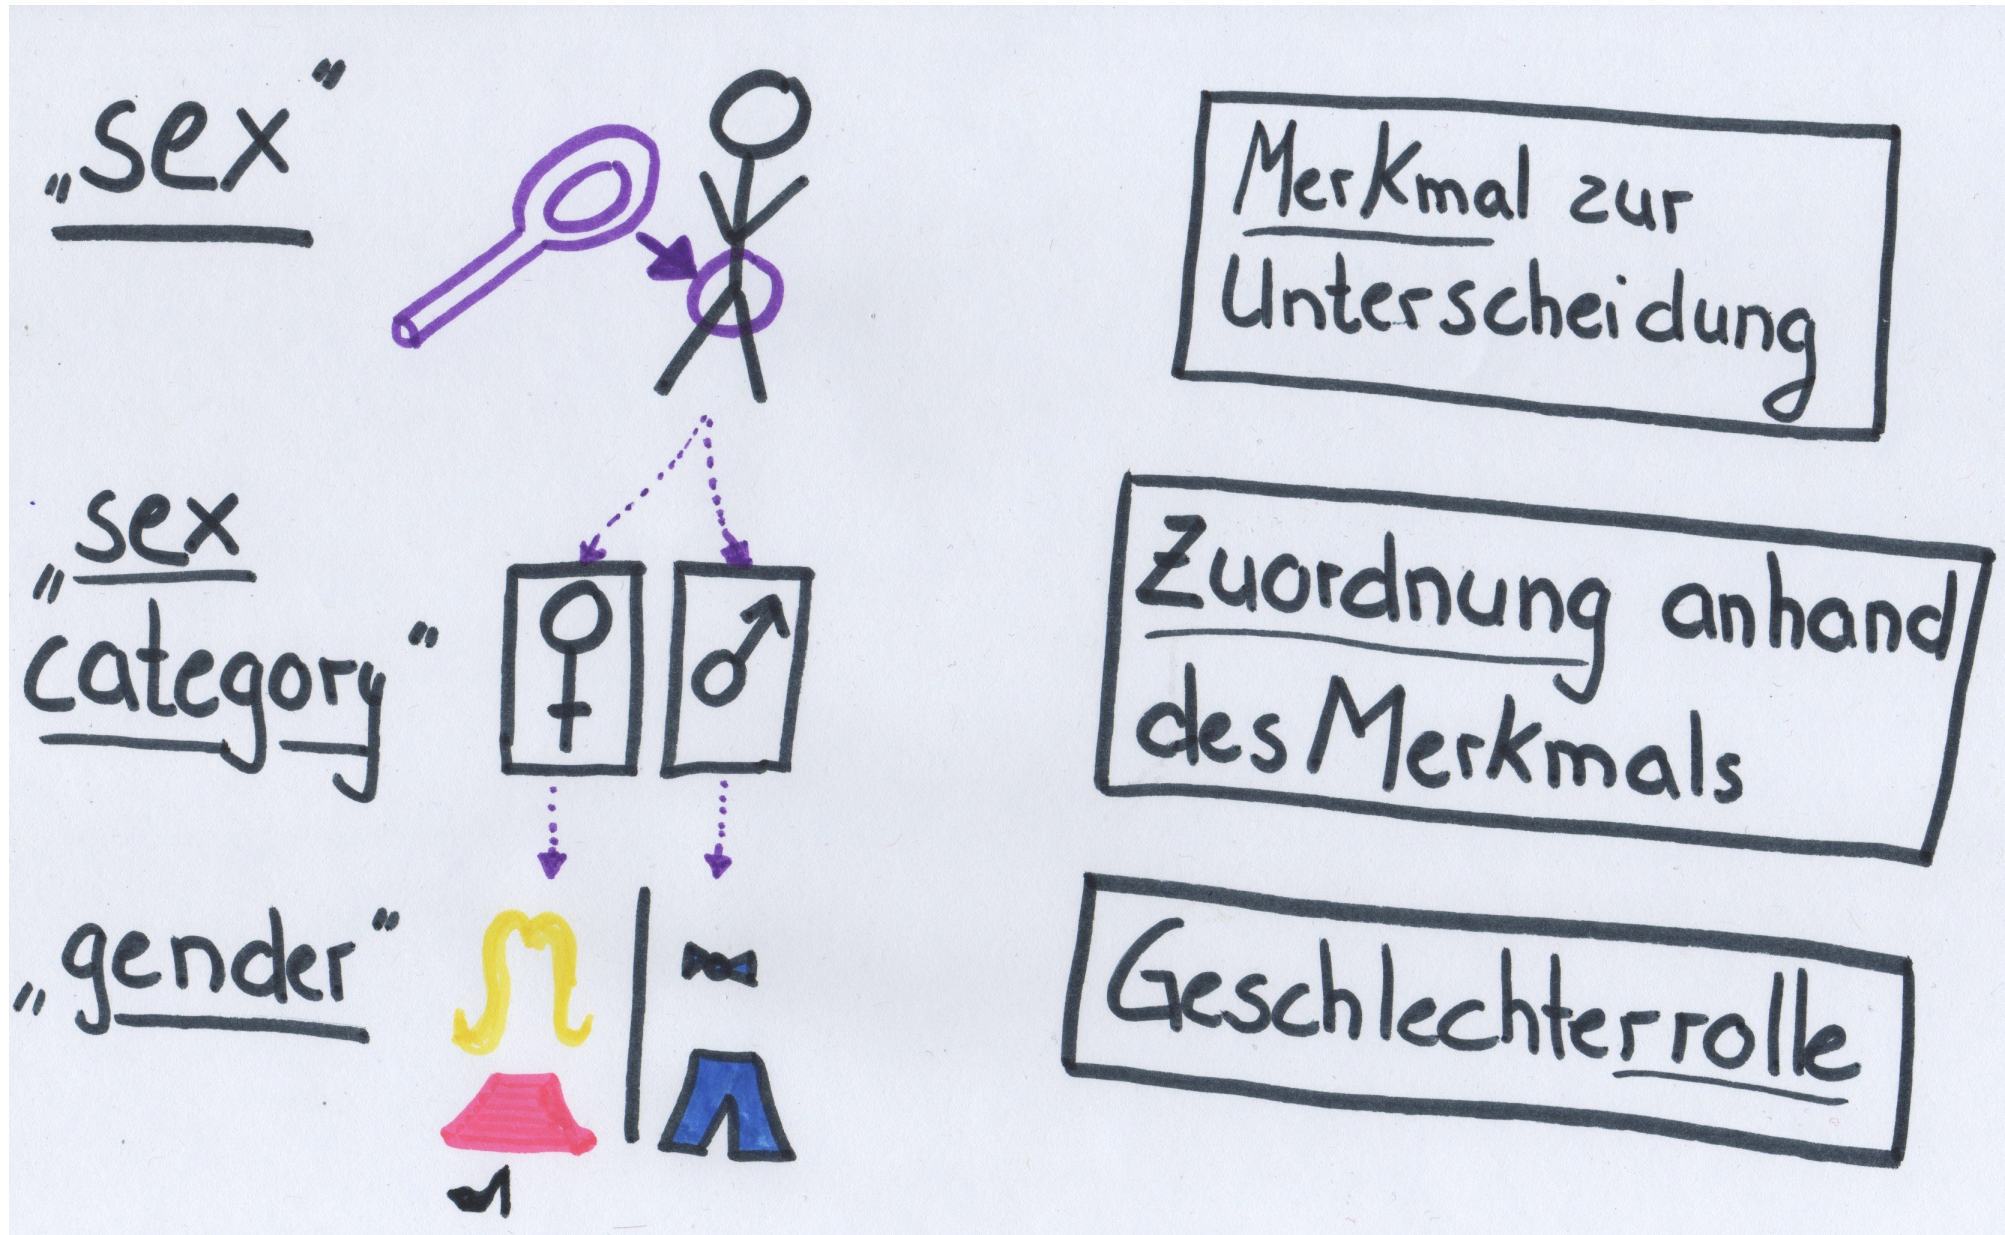 „sex“
Merkmal zur
Unterscheidung
„sex
category“
Zuordnung anhand
des Merkmals
„gender“
Geschlechterrolle